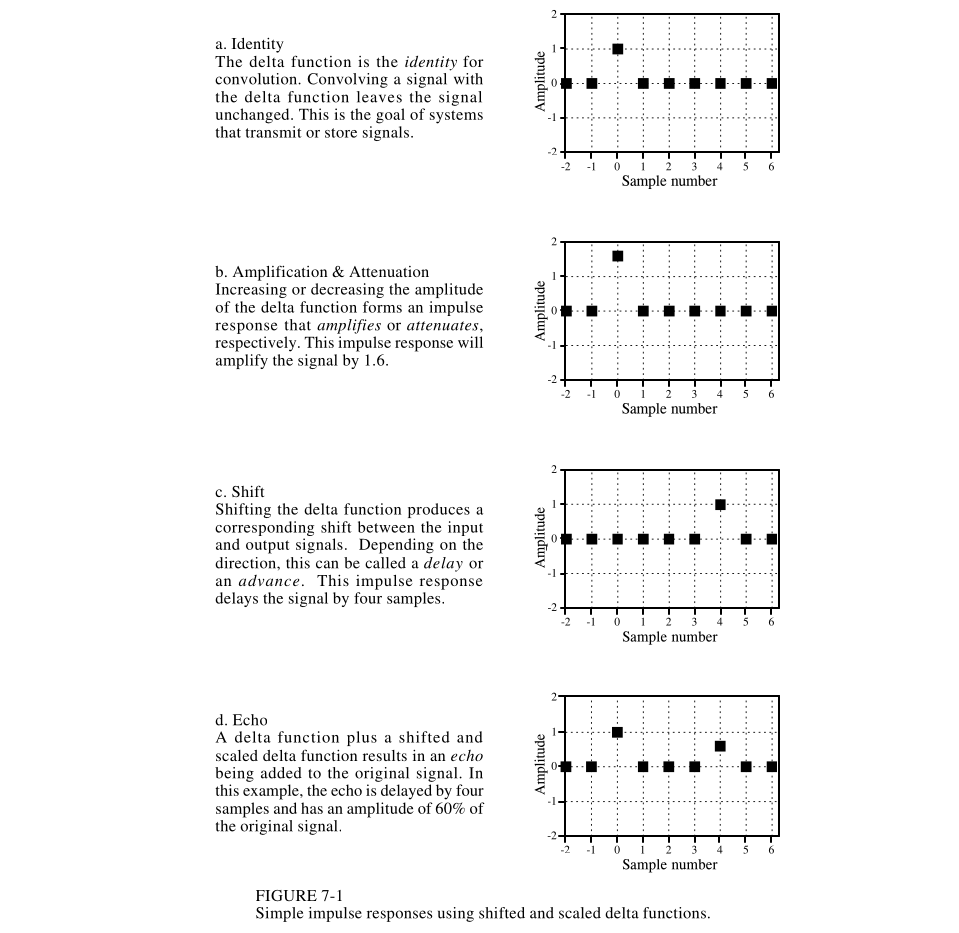 a. Identity
The delta function is the identity for
convolution. Convolving a signal with
the delta function leaves the signal
unchanged. This is the goal of systems
that transmit or store signals.
2
1
0
-1
-2
Amplitude
-2 -1 0 1 2 3 4 5 6
Sample number
b. Amplification & Attenuation
Increasing or decreasing the amplitude
of the delta function forms an impulse
response that amplifies or attenuates,
respectively. This impulse response will
amplify the signal by 1.6.
2
1
0
-1
-2
Amplitude
-2 -1 0 1 2 3 4 5 6
Sample number
c. Shift
Shifting the delta function produces a
corresponding shift between the input
and output signals. Depending on the
direction, this can be called a delay or
an advance. This impulse response
delays the signal by four samples.
2
1
0
-1
-2
Amplitude
-2 -1 0 1 2 3 4 5 6
Sample number
d. Echo
A delta function plus a shifted and
scaled delta function results in an echo
being added to the original signal. In
this example, the echo is delayed by four
samples and has an amplitude of 60% of
the original signal.
2
1
0
-1
-2
Amplitude
-2 -1 0 1 2 3 4 5 6
Sample number
FIGURE 7-1
Simple impulse responses using shifted and scaled delta functions.